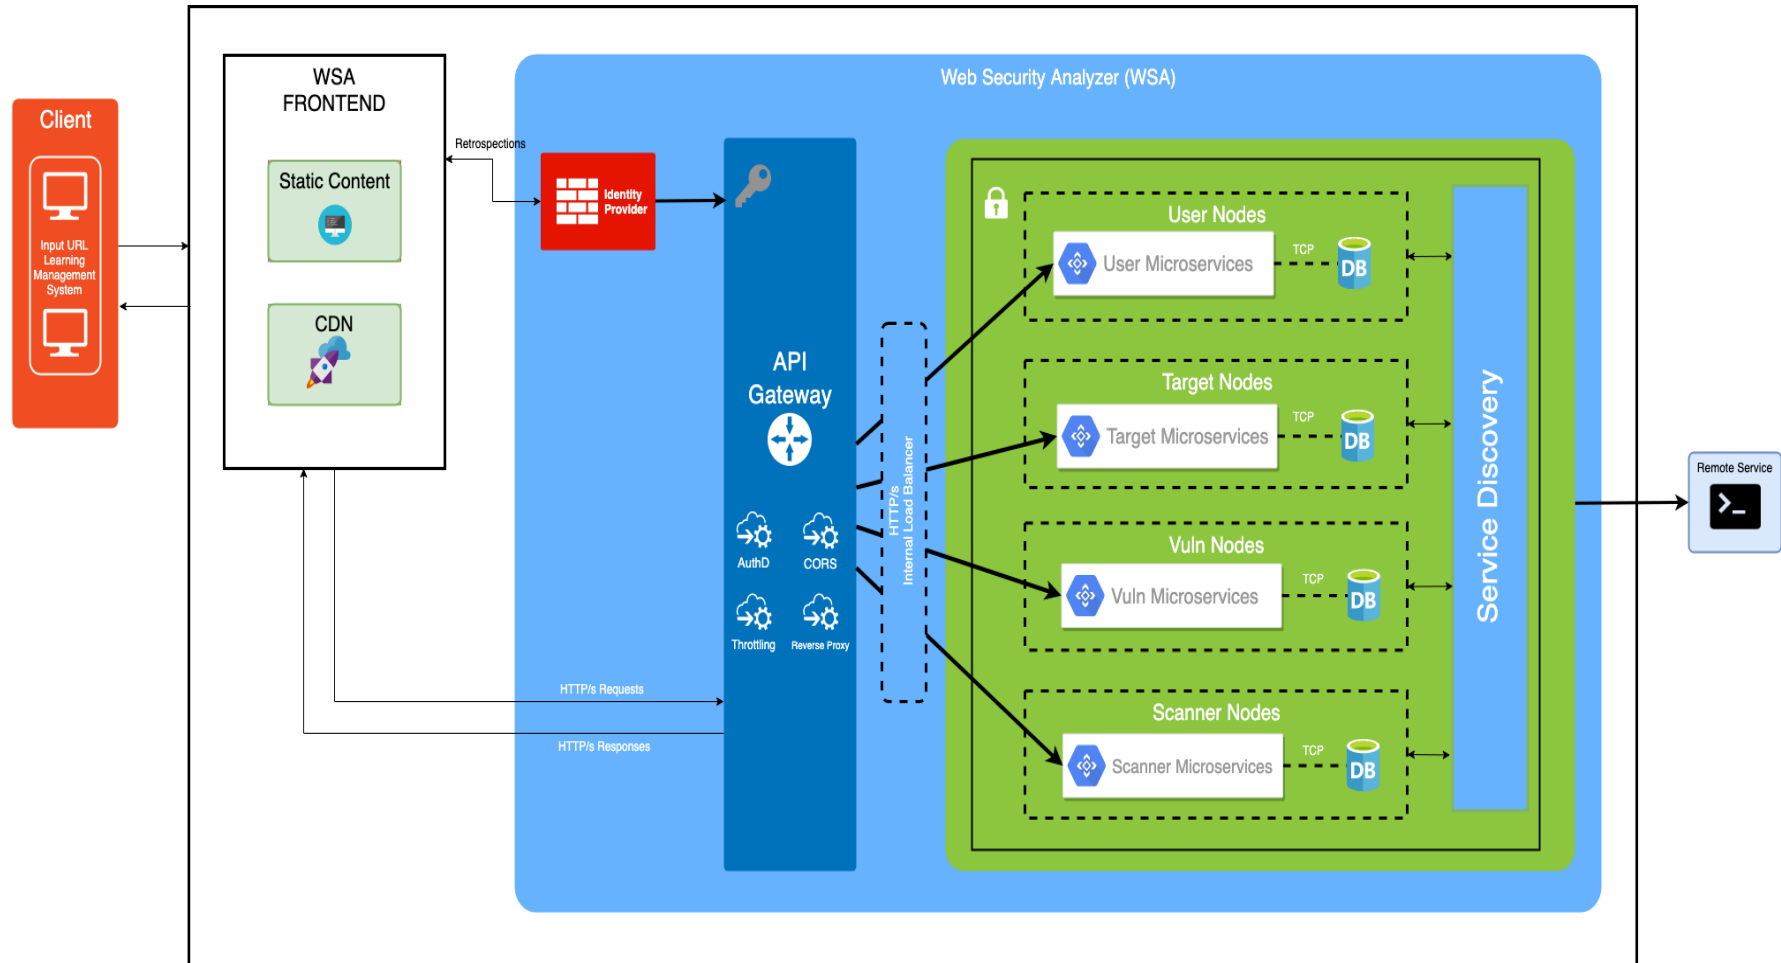 Client
Input URL
Learning
Management
System
WSA
FRONTEND
Static Content
CDN
Retrospections
Identity
Provider
HTTP/s Requests
HTTP/s Responses
Web Security Analyzer (WSA)
API
Gateway
AuthD
CORS
Throttling
Reverse Proxy
HTTP/s
Internal Load Balancer
User Nodes
User Microservices
TCP
DB
Target Nodes
Target Microservices
TCP
DB
Vuln Nodes
Vuln Microservices
TCP
DB
Scanner Nodes
Scanner Microservices
TCP
DB
Service Discovery
Remote Service